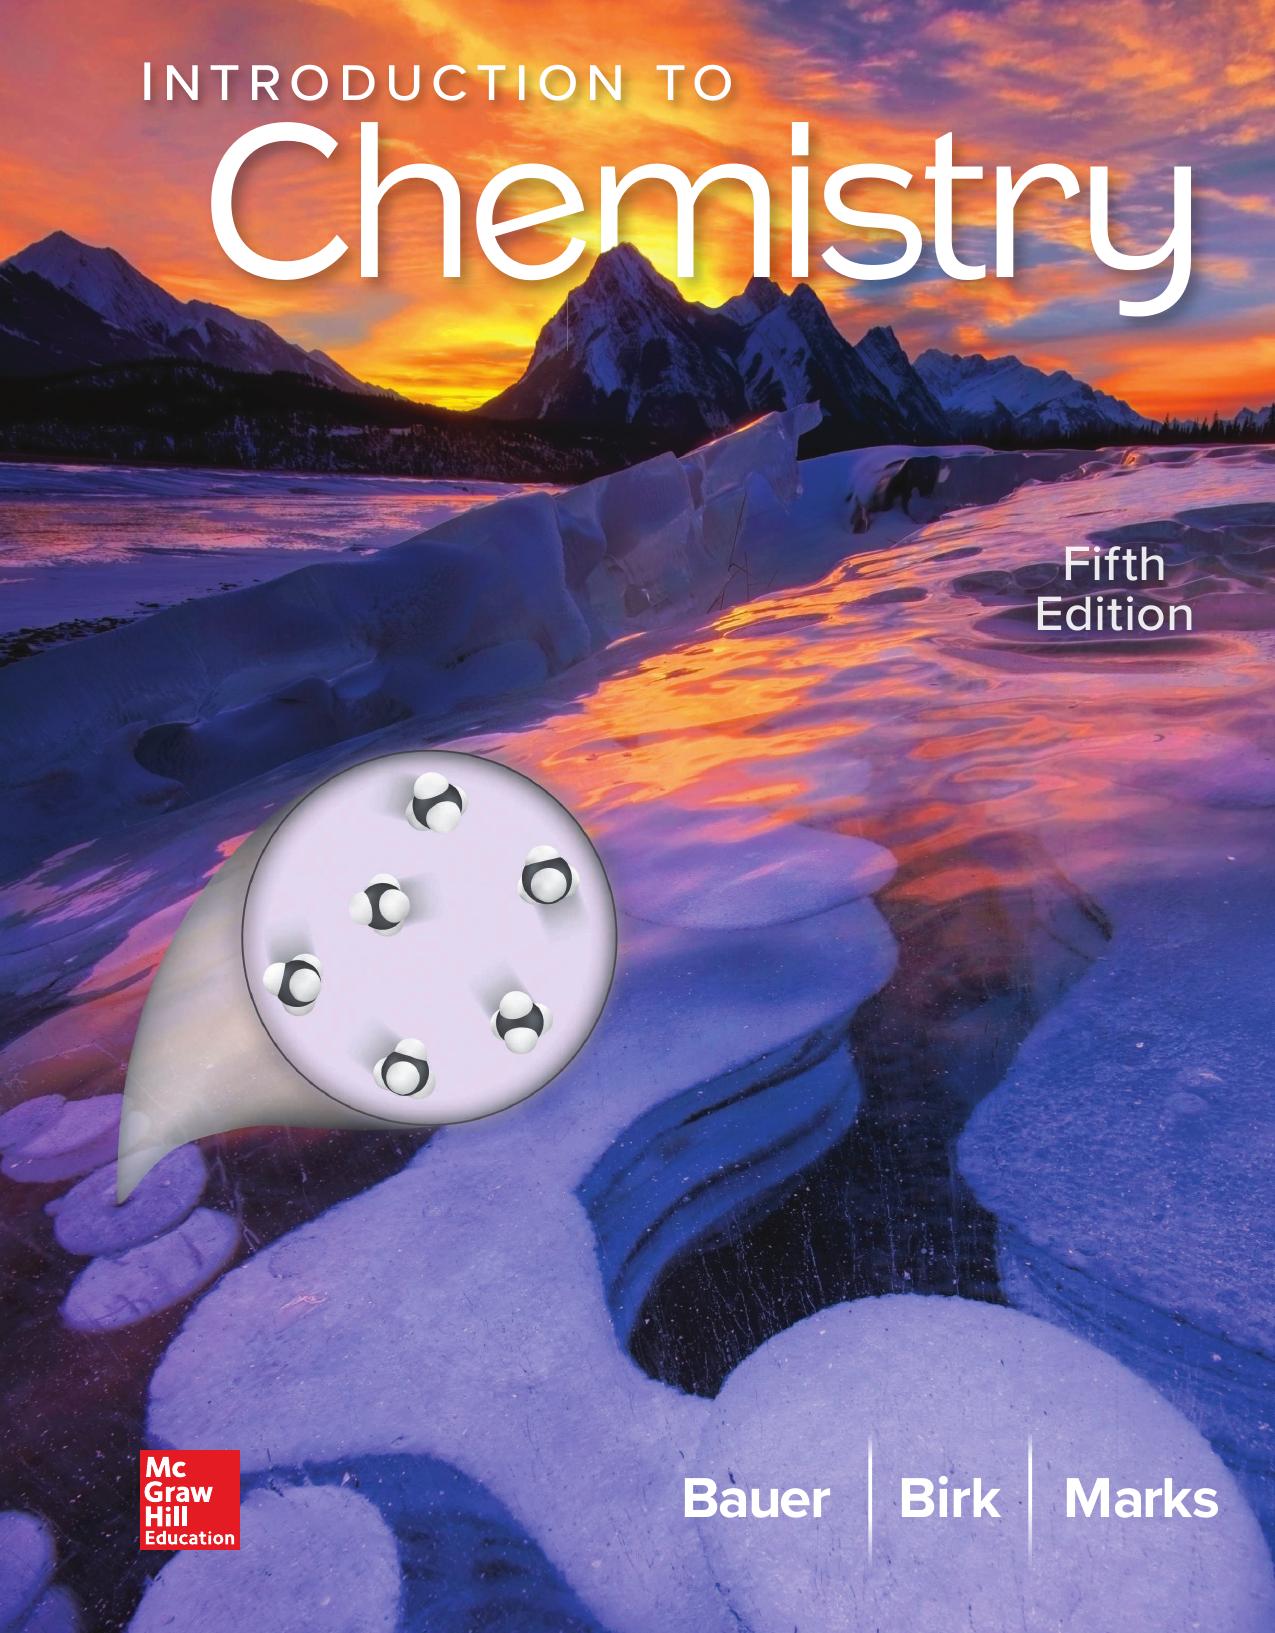 INTRODUCTION TO
Chemistry
Fifth
Edition
Mc
Graw
Hill
Education
Bauer | Birk | Marks